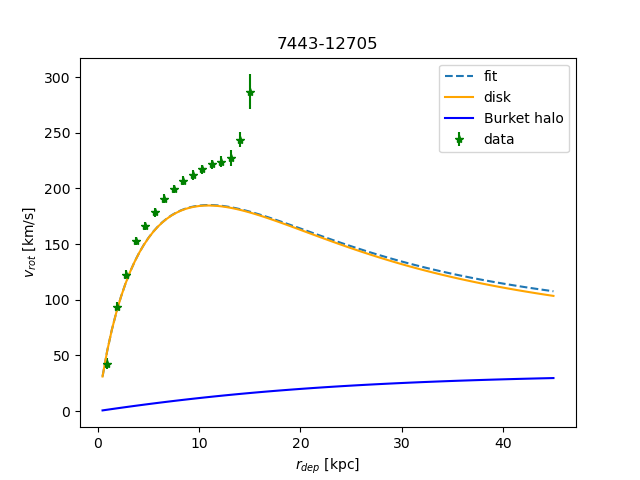 7443-12705
fit
disk
Burket halo
data
300
250
200
150
100
50
0
v_rot [km/s]
0 10 20 30 40
r_dep [kpc]